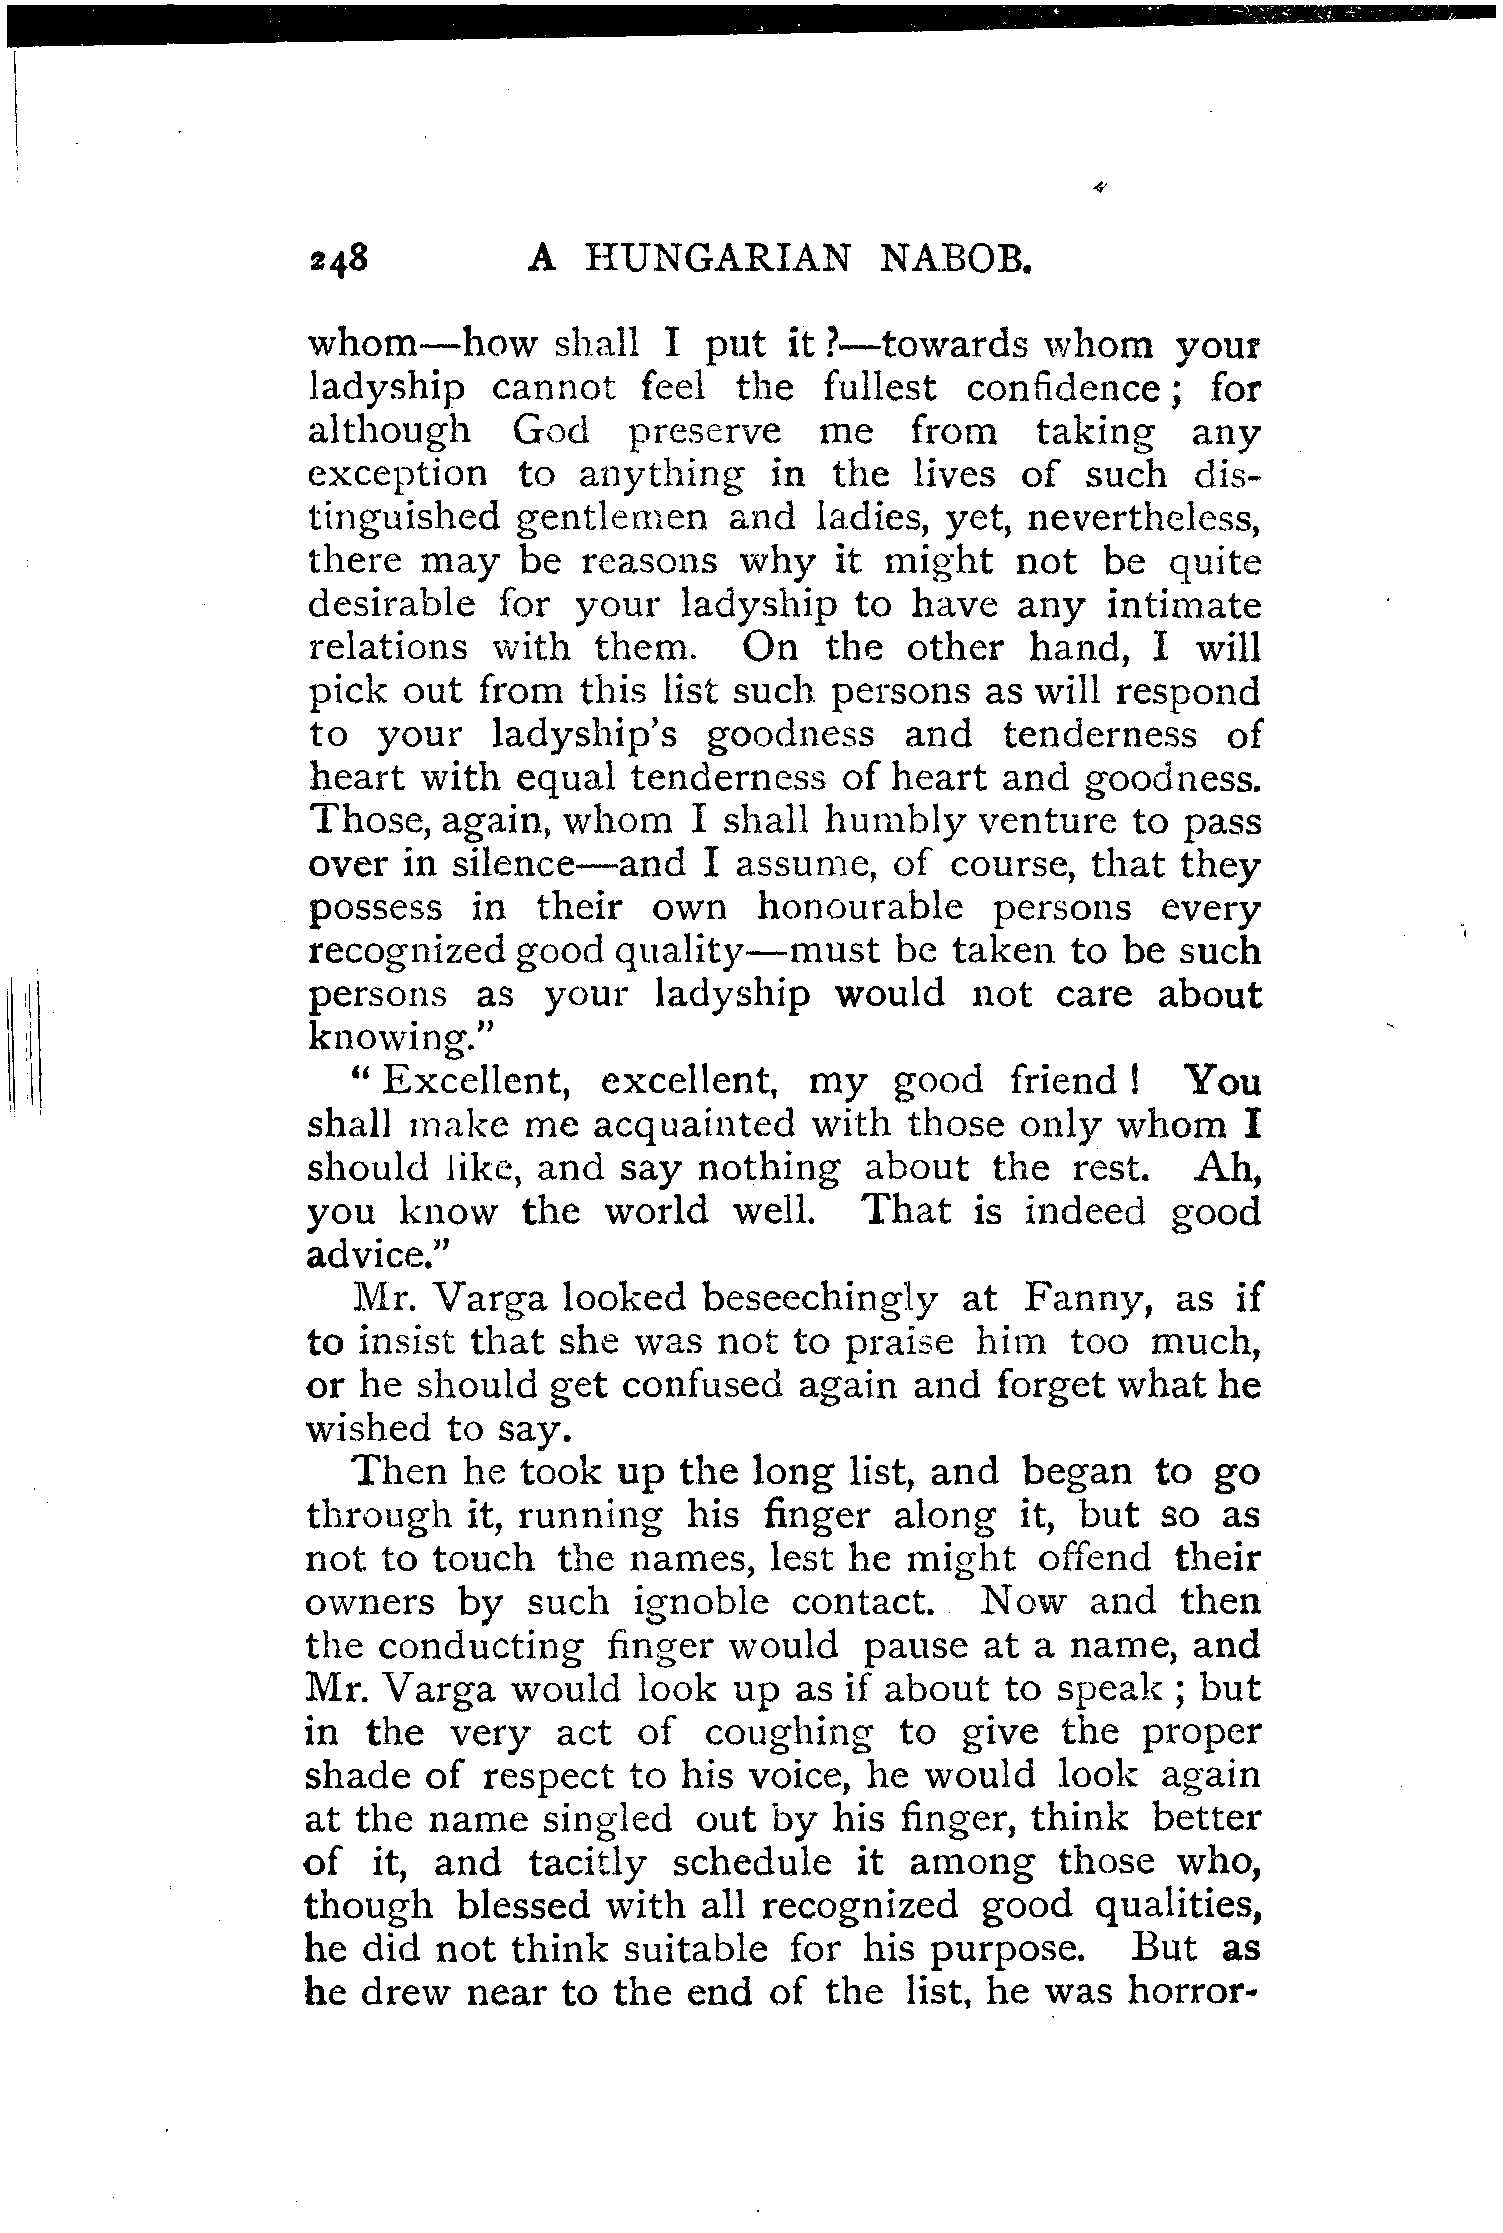 248 A HUNGARIAN NABOB.
whom—how shall I put it?—towards whom your
ladyship cannot feel the fullest confidence; for
although God preserve me from taking any
exception to anything in the lives of such dis-
tinguished gentlemen and ladies, yet, nevertheless,
there may be reasons why it might not be quite
desirable for your ladyship to have any intimate
relations with them. On the other hand, I will
pick out from this list such persons as will respond
to your ladyship's goodness and tenderness of
heart with equal tenderness of heart and goodness.
Those, again, whom I shall humbly venture to pass
over in silence—and I assume, of course, that they
possess in their own honourable persons every
recognized good quality—must be taken to be such
persons as your ladyship would not care about
knowing."
"Excellent, excellent, my good friend! You
shall make me acquainted with those only whom I
should like, and say nothing about the rest. Ah,
you know the world well. That is indeed good
advice."
Mr. Varga looked beseechingly at Fanny, as if
to insist that she was not to praise him too much,
or he should get confused again and forget what he
wished to say.
Then he took up the long list, and began to go
through it, running his finger along it, but so as
not to touch the names, lest he might offend their
owners by such ignoble contact. Now and then
the conducting finger would pause at a name, and
Mr. Varga would look up as if about to speak; but
in the very act of coughing to give the proper
shade of respect to his voice, he would look again
at the name singled out by his finger, think better
of it, and tacitly schedule it among those who,
though blessed with all recognized good qualities,
he did not think suitable for his purpose. But as
he drew near to the end of the list, he was horror-